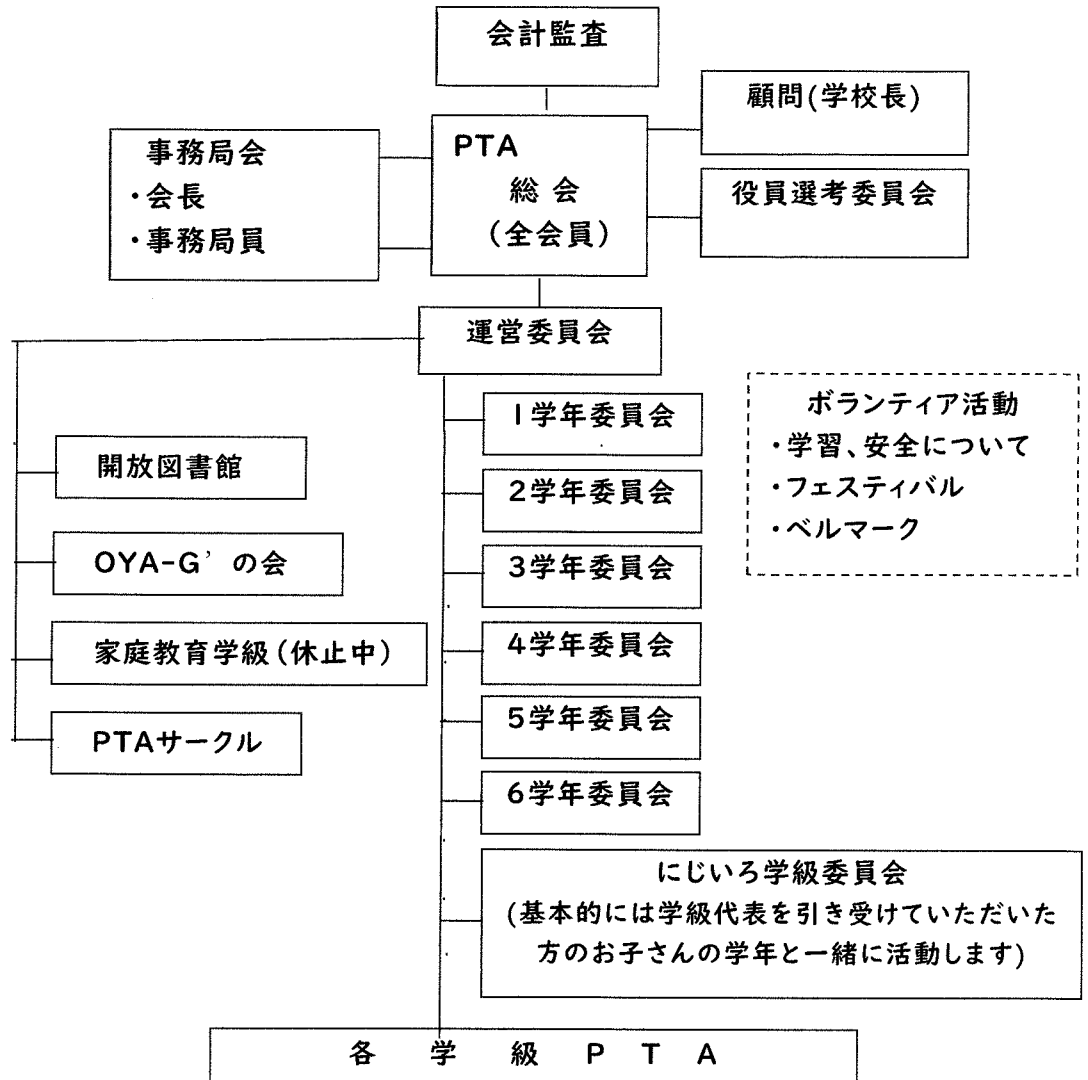 会計監査
顧問(学校長)
事務局会
・会長
・事務局員
PTA
総 会
(全会員)
役員選考委員会
運営委員会
1学年委員会
2学年委員会
3学年委員会
4学年委員会
5学年委員会
6学年委員会
ボランティア活動
・学習、安全について
・フェスティバル
・ベルマーク
開放図書館
OYA-G’の会
家庭教育学級(休止中)
PTAサークル
にじいろ学級委員会
(基本的には学級代表を引き受けていただいた
方のお子さんの学年と一緒に活動します)
各 学 級 P T A